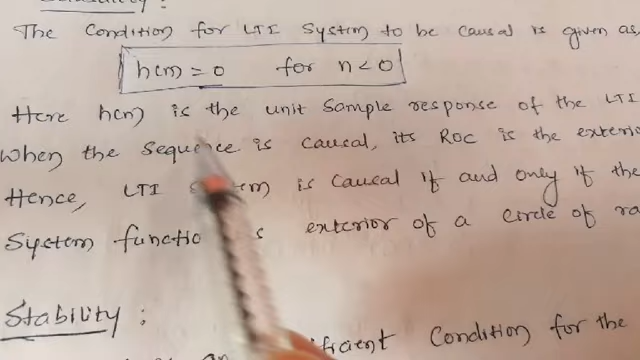 The Condition for LTI System to be causal is given as
h(n) = 0 for n < 0
Here h(n) is the unit sample response of the LTI
When the sequence is causal, its ROC is the exterio
Hence, LTI is causal if and only if the
System functio exterior of a circle of ra
Stability :
Condition for the